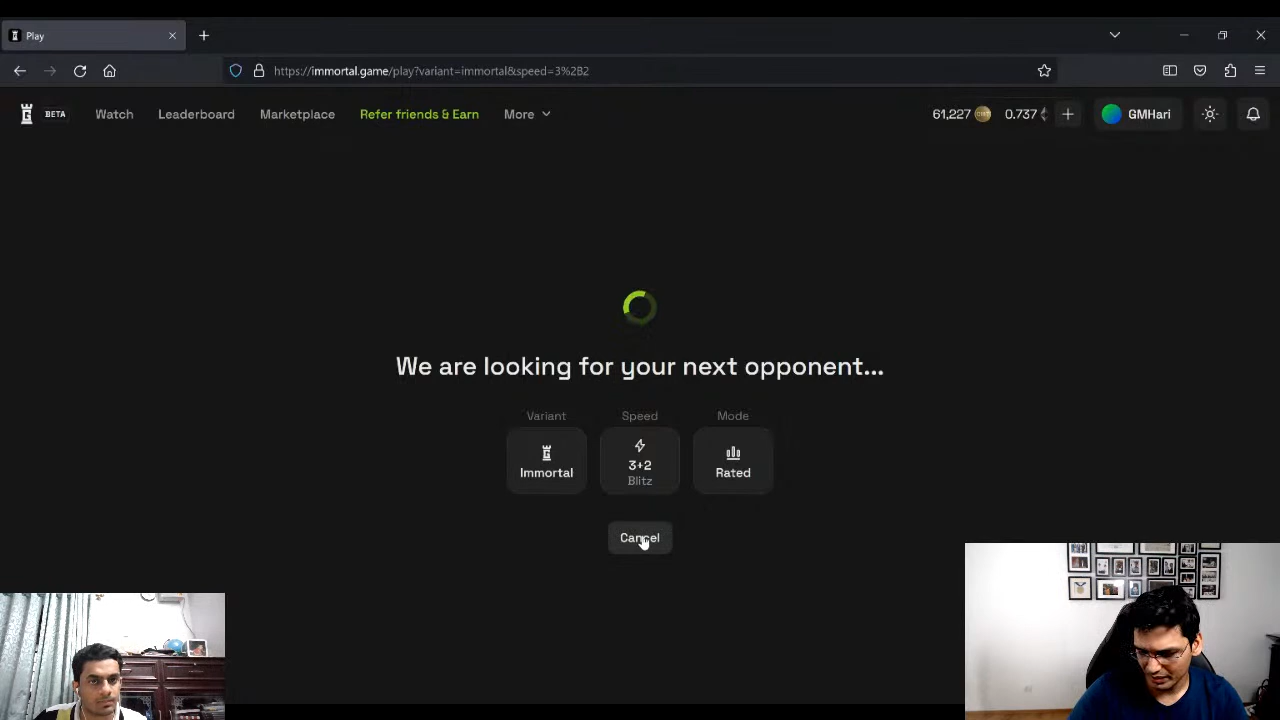 Play
https://immortal.game/play?variant=immortal&speed=3%2B2
G BETA Watch Leaderboard Marketplace Refer friends & Earn More 61,227 0.737 GMHari
We are looking for your next opponent...
Variant Speed Mode
Immortal 3+2 Rated
Blitz
Cancel